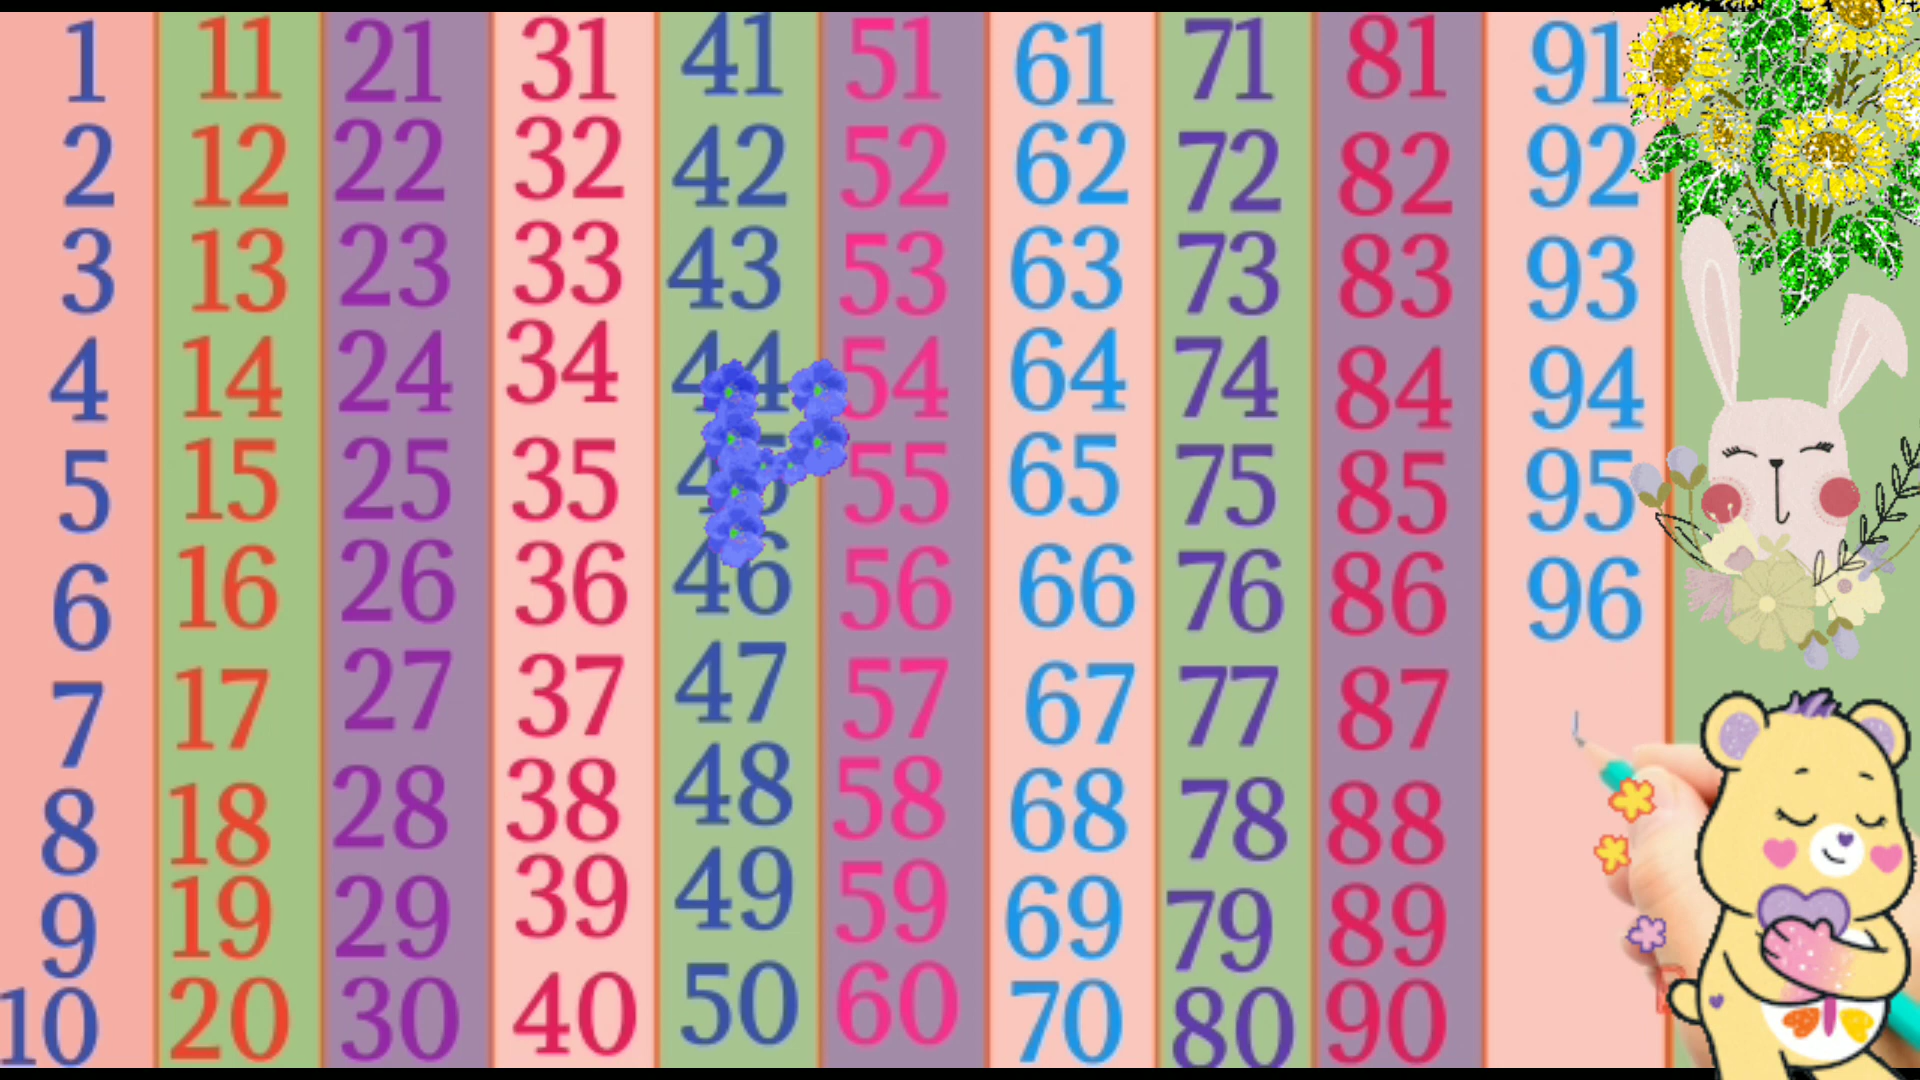 1 11 21 31 41 51 61 71 81 91
2 12 22 32 42 52 62 72 82 92
3 13 23 33 43 53 63 73 83 93
4 14 24 34 44 54 64 74 84 94
5 15 25 35 45 55 65 75 85 95
6 16 26 36 46 56 66 76 86 96
7 17 27 37 47 57 67 77 87
8 18 28 38 48 58 68 78 88
9 19 29 39 49 59 69 79 89
10 20 30 40 50 60 70 80 90